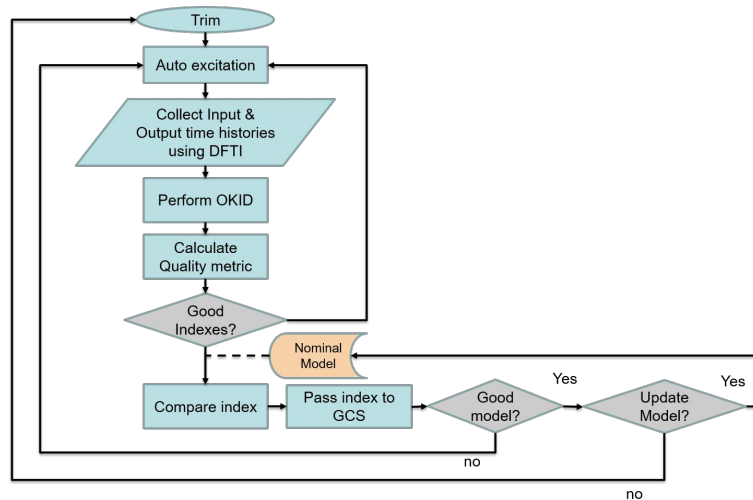 Trim
Auto excitation
Collect Input &
Output time histories
using DFTI
Perform OKID
Calculate
Quality metric
Good
Indexes?
Nominal
Model
Compare index
Pass index to
GCS
Good
model?
Yes
Update
Model?
Yes
no
no